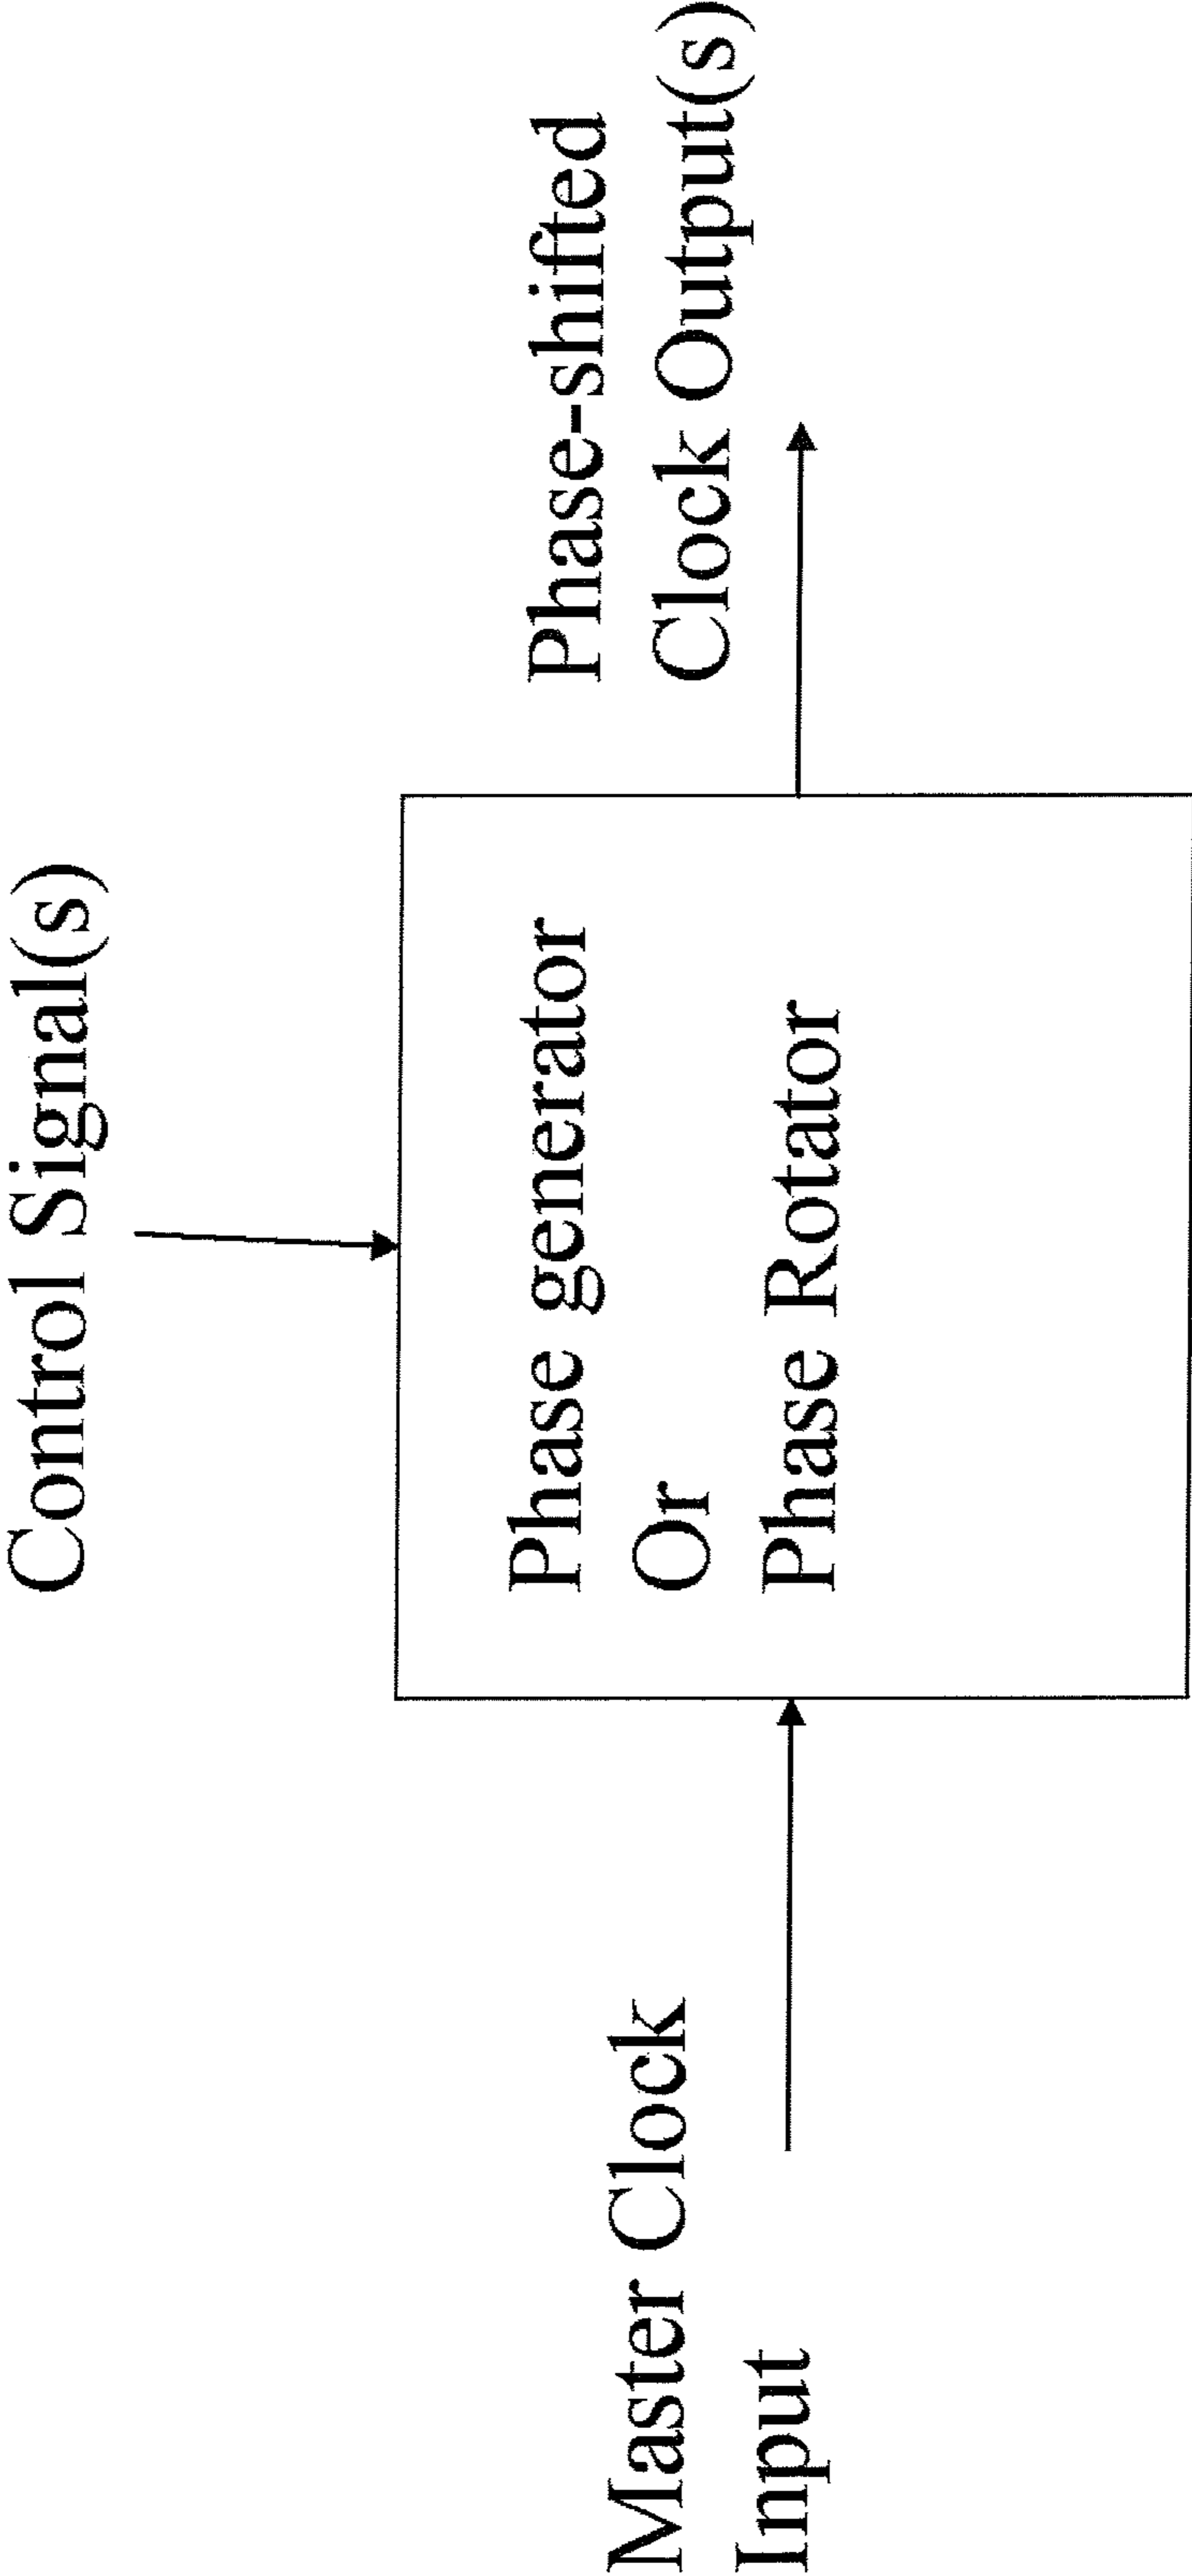 Control Signal(s)
Master Clock
Input
Phase generator
Or
Phase Rotator
Phase-shifted
Clock Output(s)